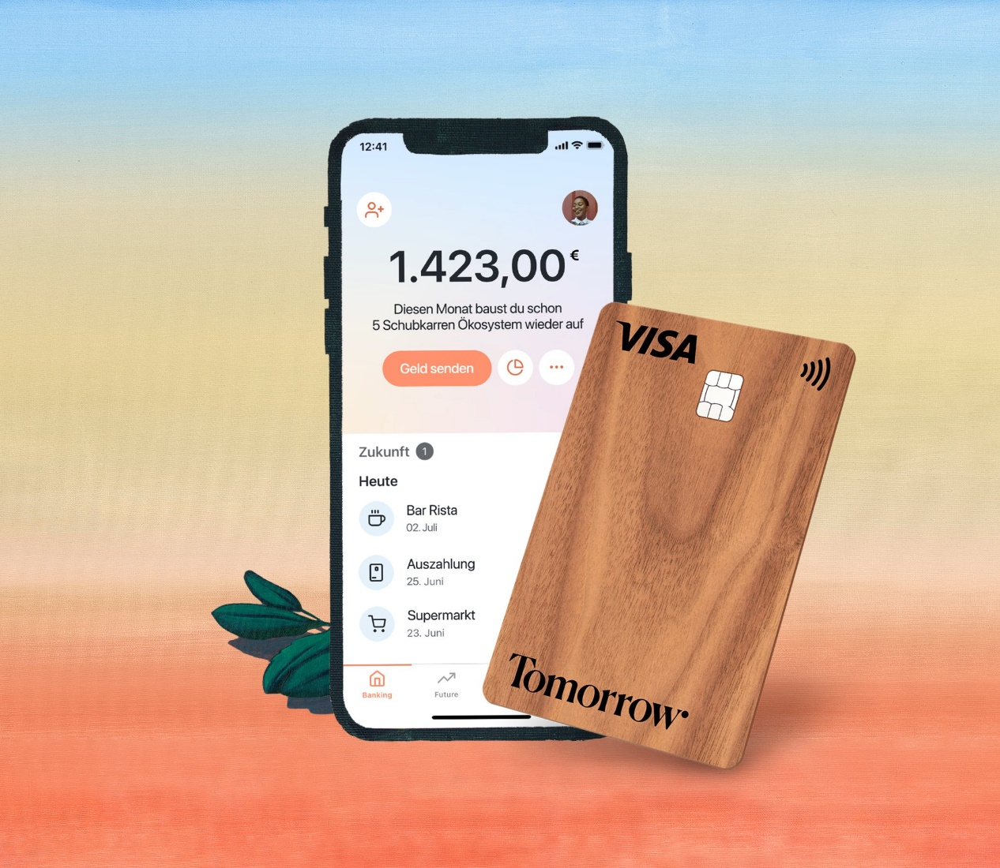 12:41
1.423,00 €
Diesen Monat baust du schon
5 Schubkarren Ökosystem wieder auf
Geld senden
Zukunft 1
Heute
Bar Rista
02. Juli
Auszahlung
25. Juni
Supermarkt
23. Juni
Banking
Future
VISA
Tomorrow